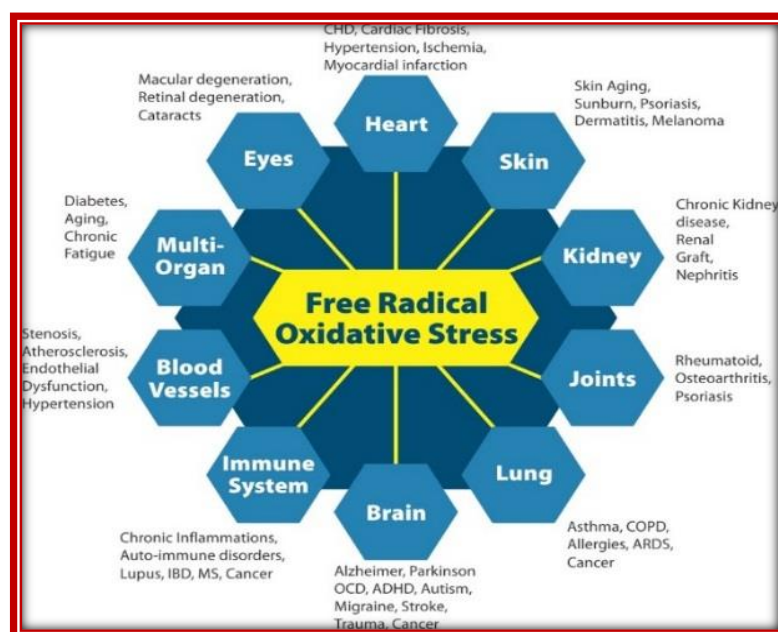 CHD, Cardiac Fibrosis,
Hypertension, Ischemia,
Myocardial infarction
Heart
Skin Aging,
Sunburn, Psoriasis,
Dermatitis, Melanoma
Skin
Chronic Kidney
disease,
Renal
Graft,
Nephritis
Kidney
Rheumatoid,
Osteoarthritis,
Psoriasis
Joints
Asthma, COPD,
Allergies, ARDS,
Cancer
Lung
Alzheimer, Parkinson
OCD, ADHD, Autism,
Migraine, Stroke,
Trauma, Cancer
Brain
Chronic Inflammations,
Auto-immune disorders,
Lupus, IBD, MS, Cancer
Immune
System
Stenosis,
Atherosclerosis,
Endothelial
Dysfunction,
Hypertension
Blood
Vessels
Diabetes,
Aging,
Chronic
Fatigue
Multi-
Organ
Macular degeneration,
Retinal degeneration,
Cataracts
Eyes
Free Radical
Oxidative Stress